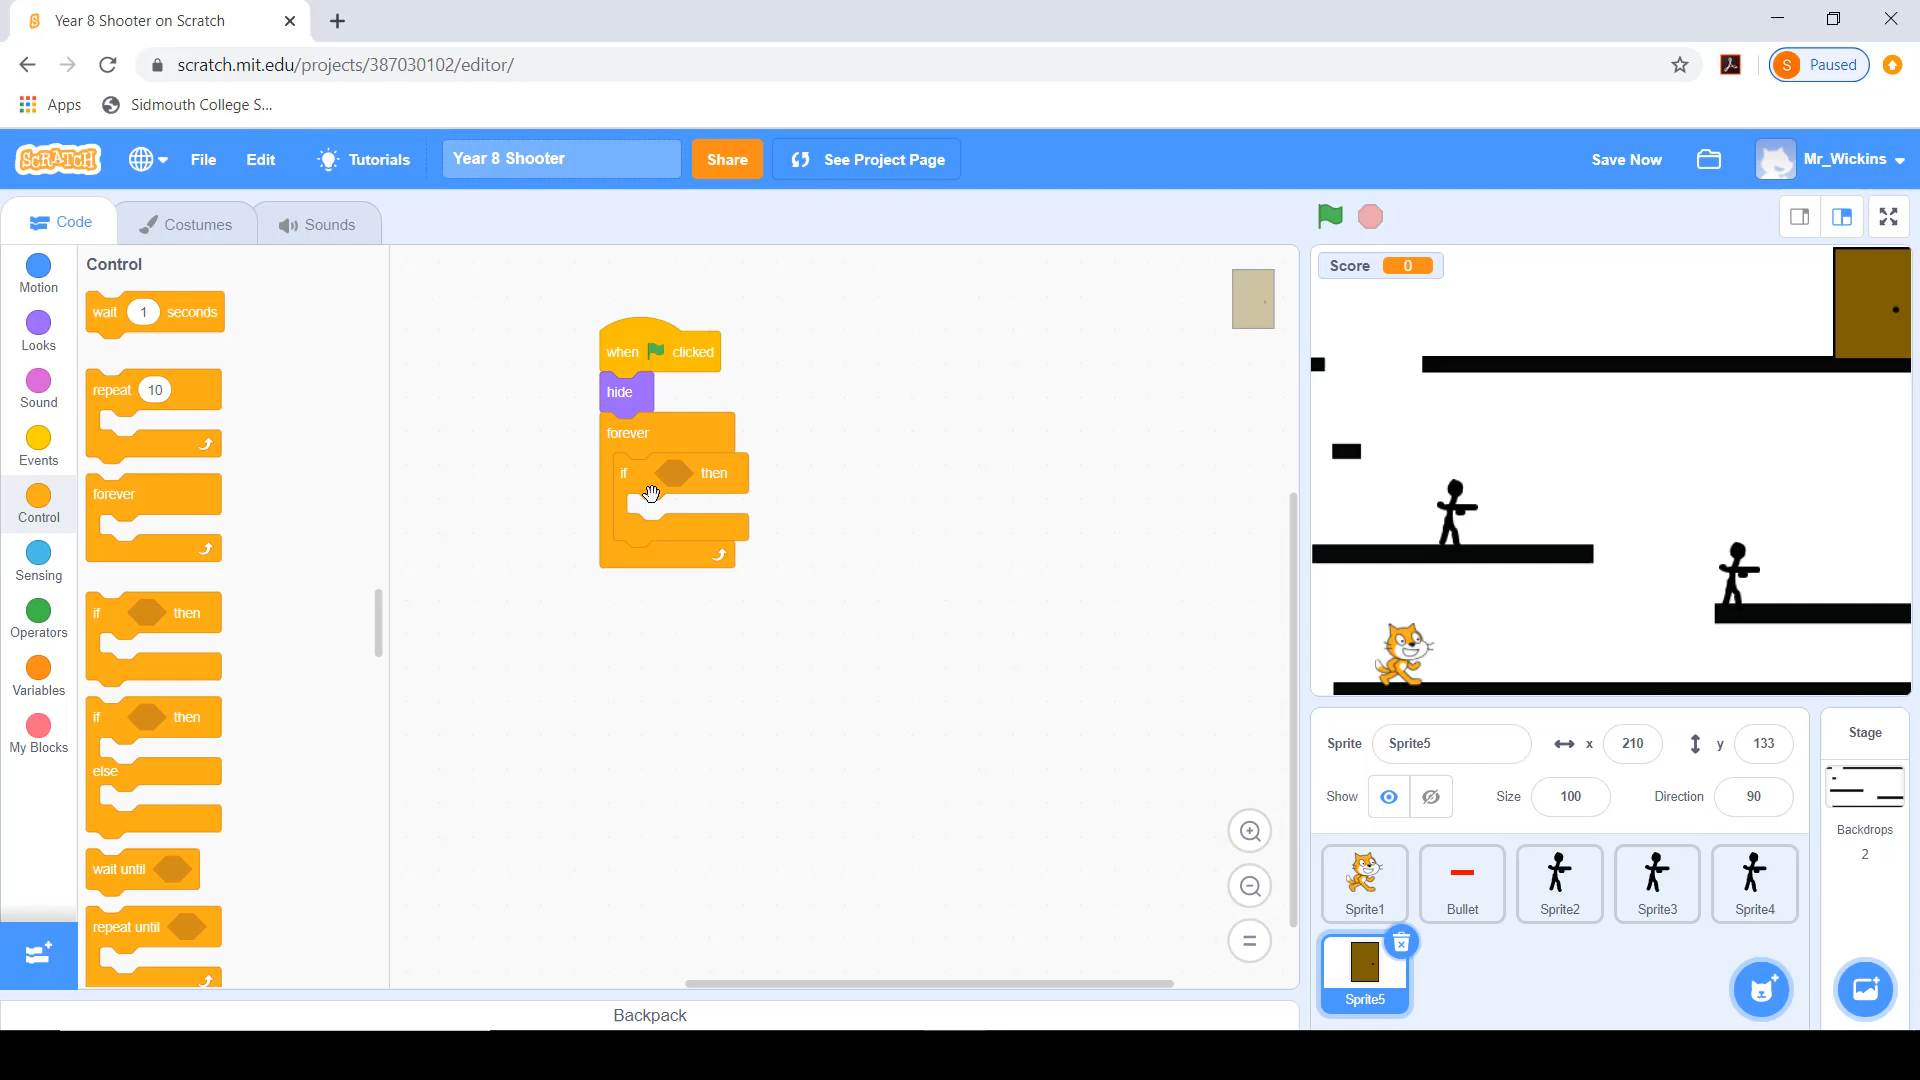 Year 8 Shooter on Scratch
scratch.mit.edu/projects/387030102/editor/
S Paused
Apps Sidmouth College S...
SCRATCH File Edit Tutorials Year 8 Shooter Share See Project Page Save Now Mr_Wickins
Code Costumes Sounds
Motion
Looks
Sound
Events
Control
Sensing
Operators
Variables
My Blocks
Control
wait 1 seconds
repeat 10
forever
if then
if then
else
wait until
repeat until
when clicked
hide
forever
if then
Backpack
Score 0
Sprite Sprite5 x 210 y 133
Show Size 100 Direction 90
Sprite1 Bullet Sprite2 Sprite3 Sprite4
Sprite5
Stage
Backdrops
2